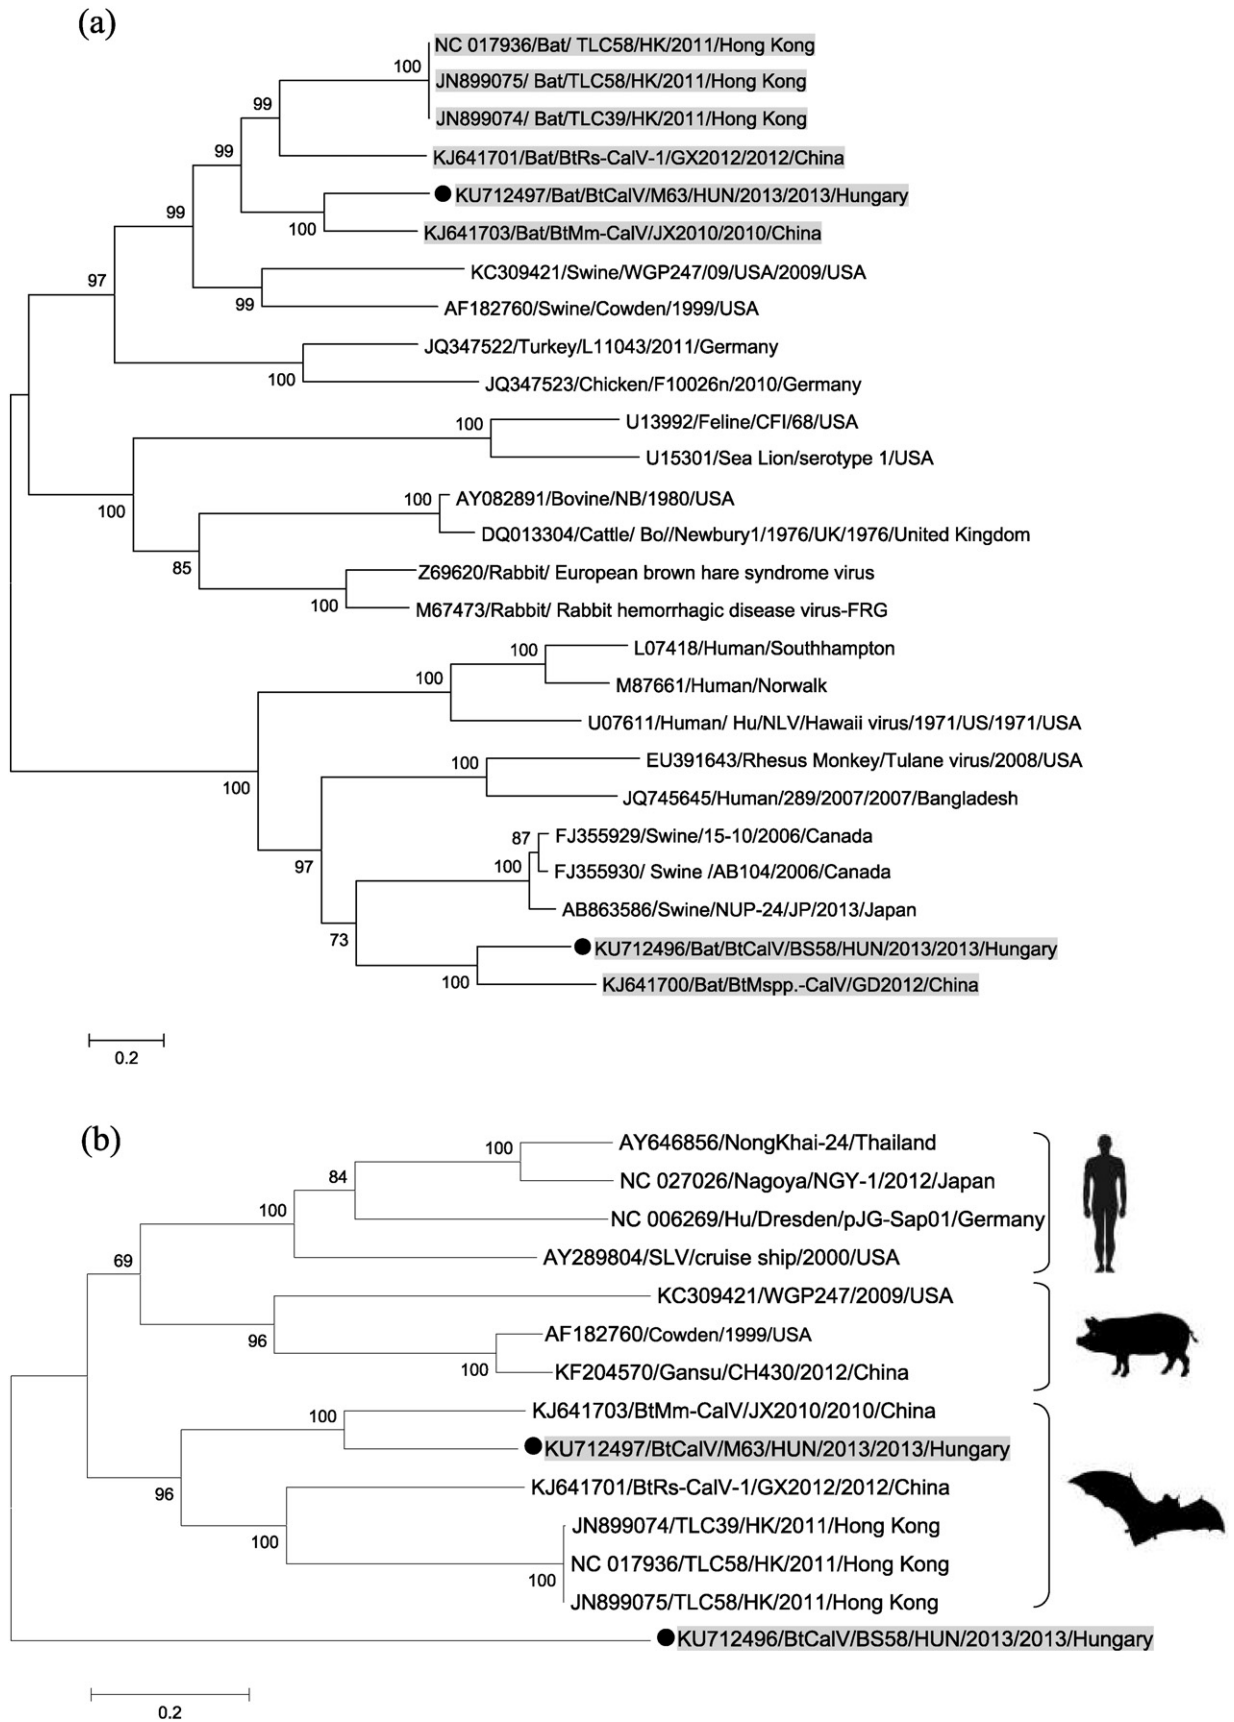 (a)
NC 017936/Bat/ TLC58/HK/2011/Hong Kong
100
JN899075/ Bat/TLC58/HK/2011/Hong Kong
99
JN899074/ Bat/TLC39/HK/2011/Hong Kong
99
KJ641701/Bat/BtRs-CalV-1/GX2012/2012/China
KU712497/Bat/BtCalV/M63/HUN/2013/2013/Hungary
99
100
KJ641703/Bat/BtMm-CalV/JX2010/2010/China
KC309421/Swine/WGP247/09/USA/2009/USA
97
99
AF182760/Swine/Cowden/1999/USA
JQ347522/Turkey/L11043/2011/Germany
100
JQ347523/Chicken/F10026n/2010/Germany
100
U13992/Feline/CFI/68/USA
U15301/Sea Lion/serotype 1/USA
100
100
AY082891/Bovine/NB/1980/USA
DQ013304/Cattle/ Bo//Newbury1/1976/UK/1976/United Kingdom
85
Z69620/Rabbit/ European brown hare syndrome virus
100
M67473/Rabbit/ Rabbit hemorrhagic disease virus-FRG
100
L07418/Human/Southhampton
100
M87661/Human/Norwalk
U07611/Human/ Hu/NLV/Hawaii virus/1971/US/1971/USA
100
100
EU391643/Rhesus Monkey/Tulane virus/2008/USA
JQ745645/Human/289/2007/2007/Bangladesh
87
FJ355929/Swine/15-10/2006/Canada
97
100
FJ355930/ Swine /AB104/2006/Canada
AB863586/Swine/NUP-24/JP/2013/Japan
73
KU712496/Bat/BtCalV/BS58/HUN/2013/2013/Hungary
100
KJ641700/Bat/BtMspp.-CalV/GD2012/China
0.2
(b)
100
AY646856/NongKhai-24/Thailand
84
NC 027026/Nagoya/NGY-1/2012/Japan
100
NC 006269/Hu/Dresden/pJG-Sap01/Germany
69
AY289804/SLV/cruise ship/2000/USA
KC309421/WGP247/2009/USA
96
AF182760/Cowden/1999/USA
100
KF204570/Gansu/CH430/2012/China
100
KJ641703/BtMm-CalV/JX2010/2010/China
KU712497/BtCalV/M63/HUN/2013/2013/Hungary
96
KJ641701/BtRs-CalV-1/GX2012/2012/China
100
JN899074/TLC39/HK/2011/Hong Kong
NC 017936/TLC58/HK/2011/Hong Kong
100
JN899075/TLC58/HK/2011/Hong Kong
KU712496/BtCalV/BS58/HUN/2013/2013/Hungary
0.2